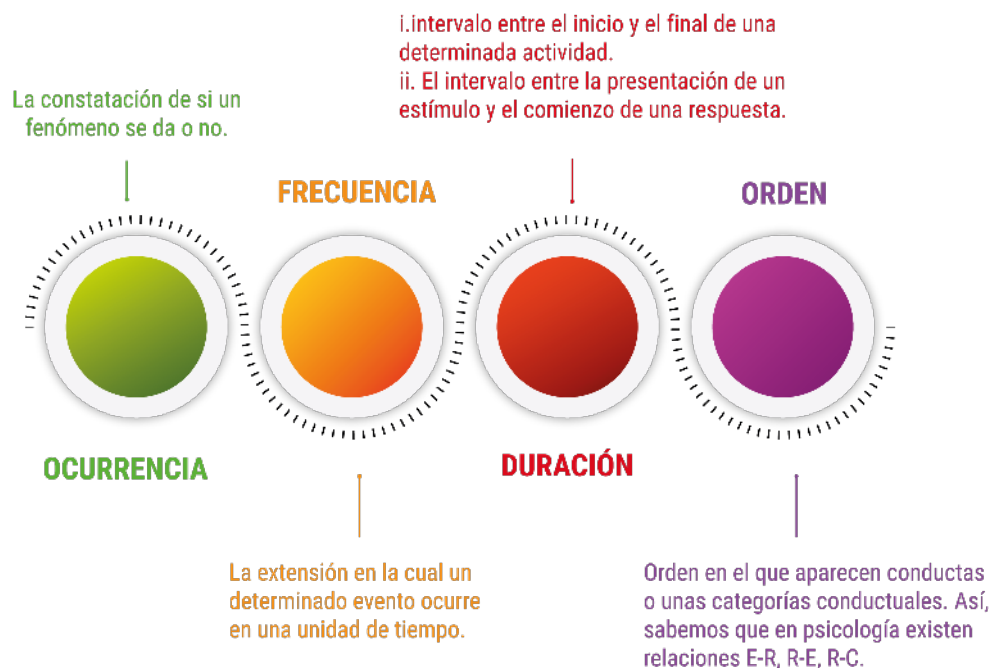 La constatación de si un
fenómeno se da o no.
OCURRENCIA
FRECUENCIA
La extensión en la cual un
determinado evento ocurre
en una unidad de tiempo.
i.intervalo entre el inicio y el final de una
determinada actividad.
ii. El intervalo entre la presentación de un
estímulo y el comienzo de una respuesta.
DURACIÓN
ORDEN
Orden en el que aparecen conductas
o unas categorías conductuales. Así,
sabemos que en psicología existen
relaciones E-R, R-E, R-C.